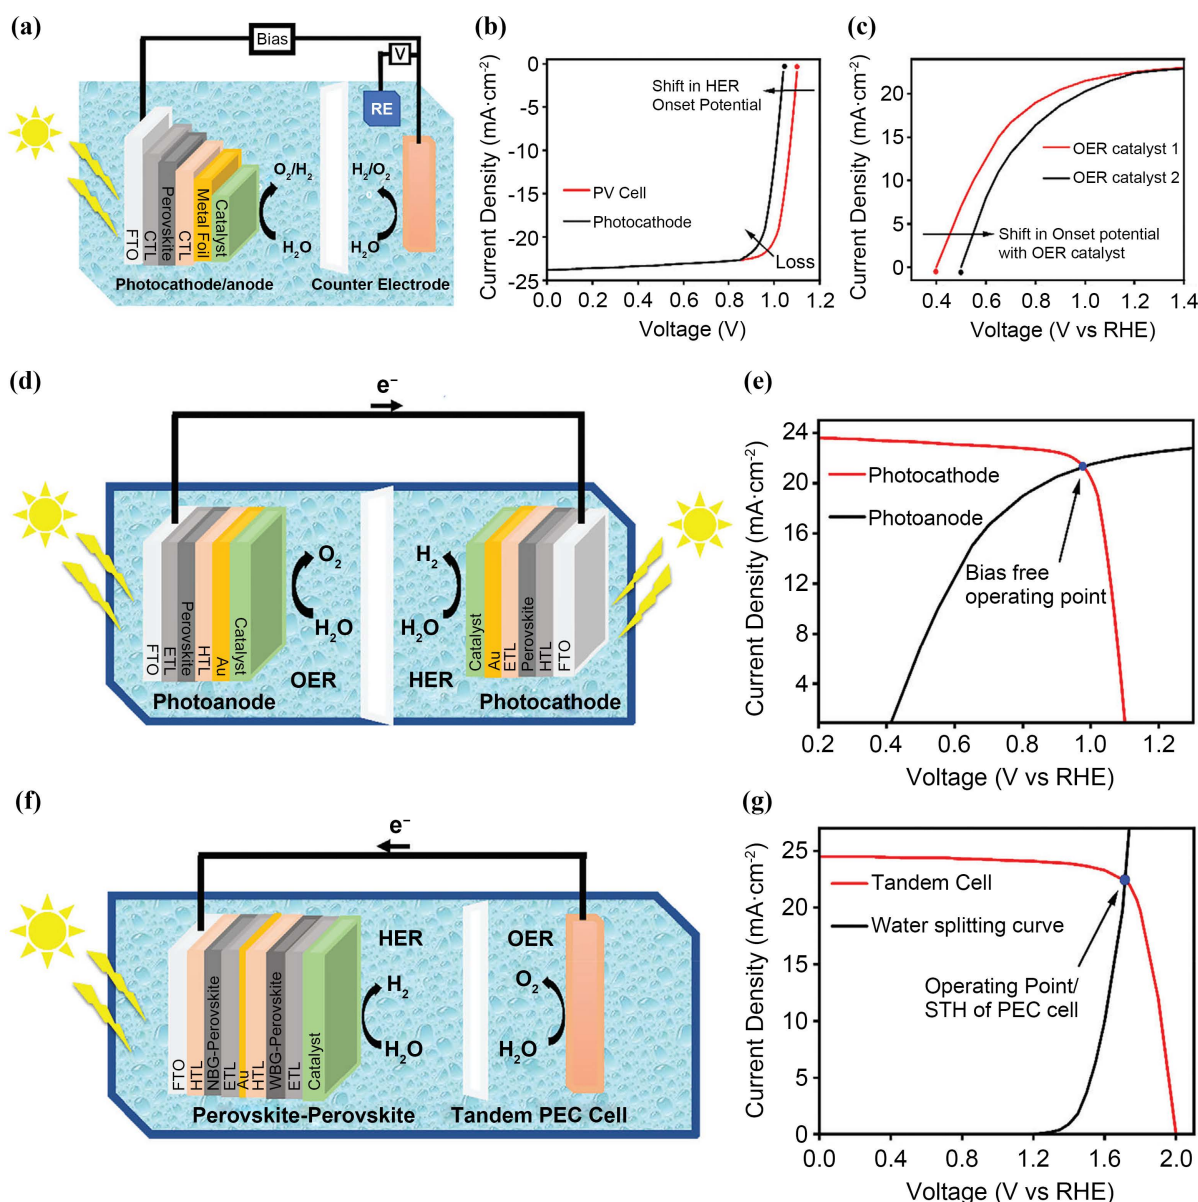 (a)
Bias
V
RE
FTO
CTL
Perovskite
CTL
Metal Foil
Catalyst
O₂/H₂
H₂O
H₂/O₂
H₂O
Photocathode/anode
Counter Electrode
(b)
Current Density (mA·cm⁻²)
0
-5
-10
-15
-20
-25
Shift in HER
Onset Potential
PV Cell
Photocathode
Loss
0.0 0.2 0.4 0.6 0.8 1.0 1.2
Voltage (V)
(c)
Current Density (mA·cm⁻²)
20
15
10
5
0
OER catalyst 1
OER catalyst 2
Shift in Onset potential
with OER catalyst
0.4 0.6 0.8 1.0 1.2 1.4
Voltage (V vs RHE)
(d)
e⁻
FTO
ETL
Perovskite
HTL
Au
Catalyst
O₂
H₂O
OER
Photoanode
H₂
H₂O
HER
Catalyst
Au
ETL
Perovskite
HTL
FTO
Photocathode
(e)
Current Density (mA·cm⁻²)
24
20
16
12
8
4
Photocathode
Photoanode
Bias free
operating point
0.2 0.4 0.6 0.8 1.0 1.2
Voltage (V vs RHE)
(f)
e⁻
FTO
HTL
NBG-Perovskite
ETL
Au
HTL
WBG-Perovskite
ETL
Catalyst
HER
H₂
H₂O
OER
O₂
H₂O
Perovskite-Perovskite
Tandem PEC Cell
(g)
Current Density (mA·cm⁻²)
25
20
15
10
5
0
Tandem Cell
Water splitting curve
Operating Point/
STH of PEC cell
0.0 0.4 0.8 1.2 1.6 2.0
Voltage (V vs RHE)